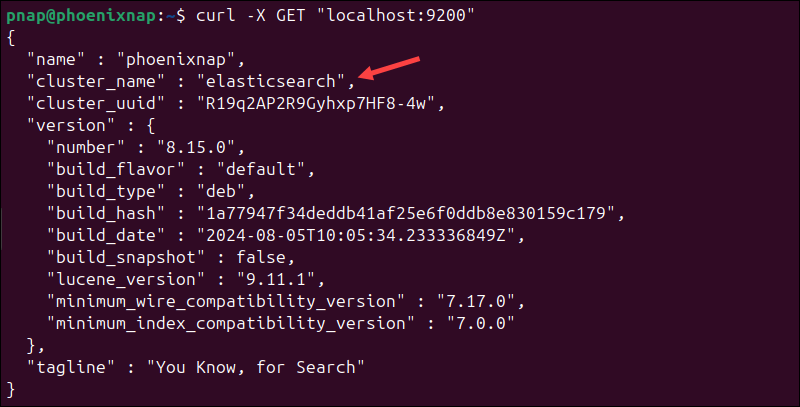 pnap@phoenixnap:~$ curl -X GET "localhost:9200"
{
  "name" : "phoenixnap",
  "cluster_name" : "elasticsearch",
  "cluster_uuid" : "R19q2AP2R9Gyhxp7HF8-4w",
  "version" : {
    "number" : "8.15.0",
    "build_flavor" : "default",
    "build_type" : "deb",
    "build_hash" : "1a77947f34deddb41af25e6f0ddb8e830159c179",
    "build_date" : "2024-08-05T10:05:34.233336849Z",
    "build_snapshot" : false,
    "lucene_version" : "9.11.1",
    "minimum_wire_compatibility_version" : "7.17.0",
    "minimum_index_compatibility_version" : "7.0.0"
  },
  "tagline" : "You Know, for Search"
}